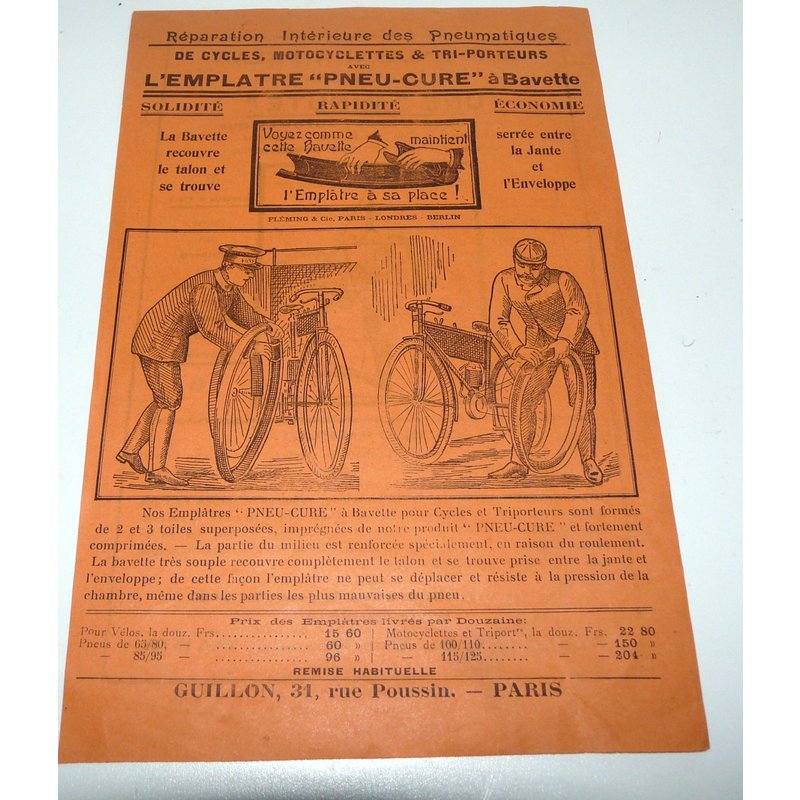 Réparation Intérieure des Pneumatiques
DE CYCLES, MOTOCYCLETTES & TRI-PORTEURS
AVEC
L'EMPLATRE "PNEU-CURE" à Bavette
SOLIDITÉ RAPIDITÉ ÉCONOMIE
La Bavette
recouvre
le talon et
se trouve
Voyez comme
cette Bavette
maintient
l'Emplâtre à sa place !
serrée entre
la Jante
et
l'Enveloppe
FLÉMING & Cie, PARIS - LONDRES - BERLIN
Nos Emplâtres "PNEU-CURE" à Bavette pour Cycles et Triporteurs sont formés
de 2 et 3 toiles superposées, imprégnées de notre produit "PNEU-CURE" et fortement
comprimées. — La partie du milieu est renforcée spécialement, en raison du roulement.
La bavette très souple recouvre complètement le talon et se trouve prise entre la jante et
l'enveloppe ; de cette façon l'emplâtre ne peut se déplacer et résiste à la pression de la
chambre, même dans les parties les plus mauvaises du pneu.
Prix des Emplâtres livrés par Douzaine:
Pour Vélos, la douz. Frs............... 15 60 Motocycles et Triportrs, la douz. Frs. 22 80
Pneus de 65/80, — ............... 60 » Pneus de 100/110........ — — 150 »
— 85/95 — ............... 96 » — 115/125........ — — 204 »
REMISE HABITUELLE
GUILLON, 31, rue Poussin. — PARIS